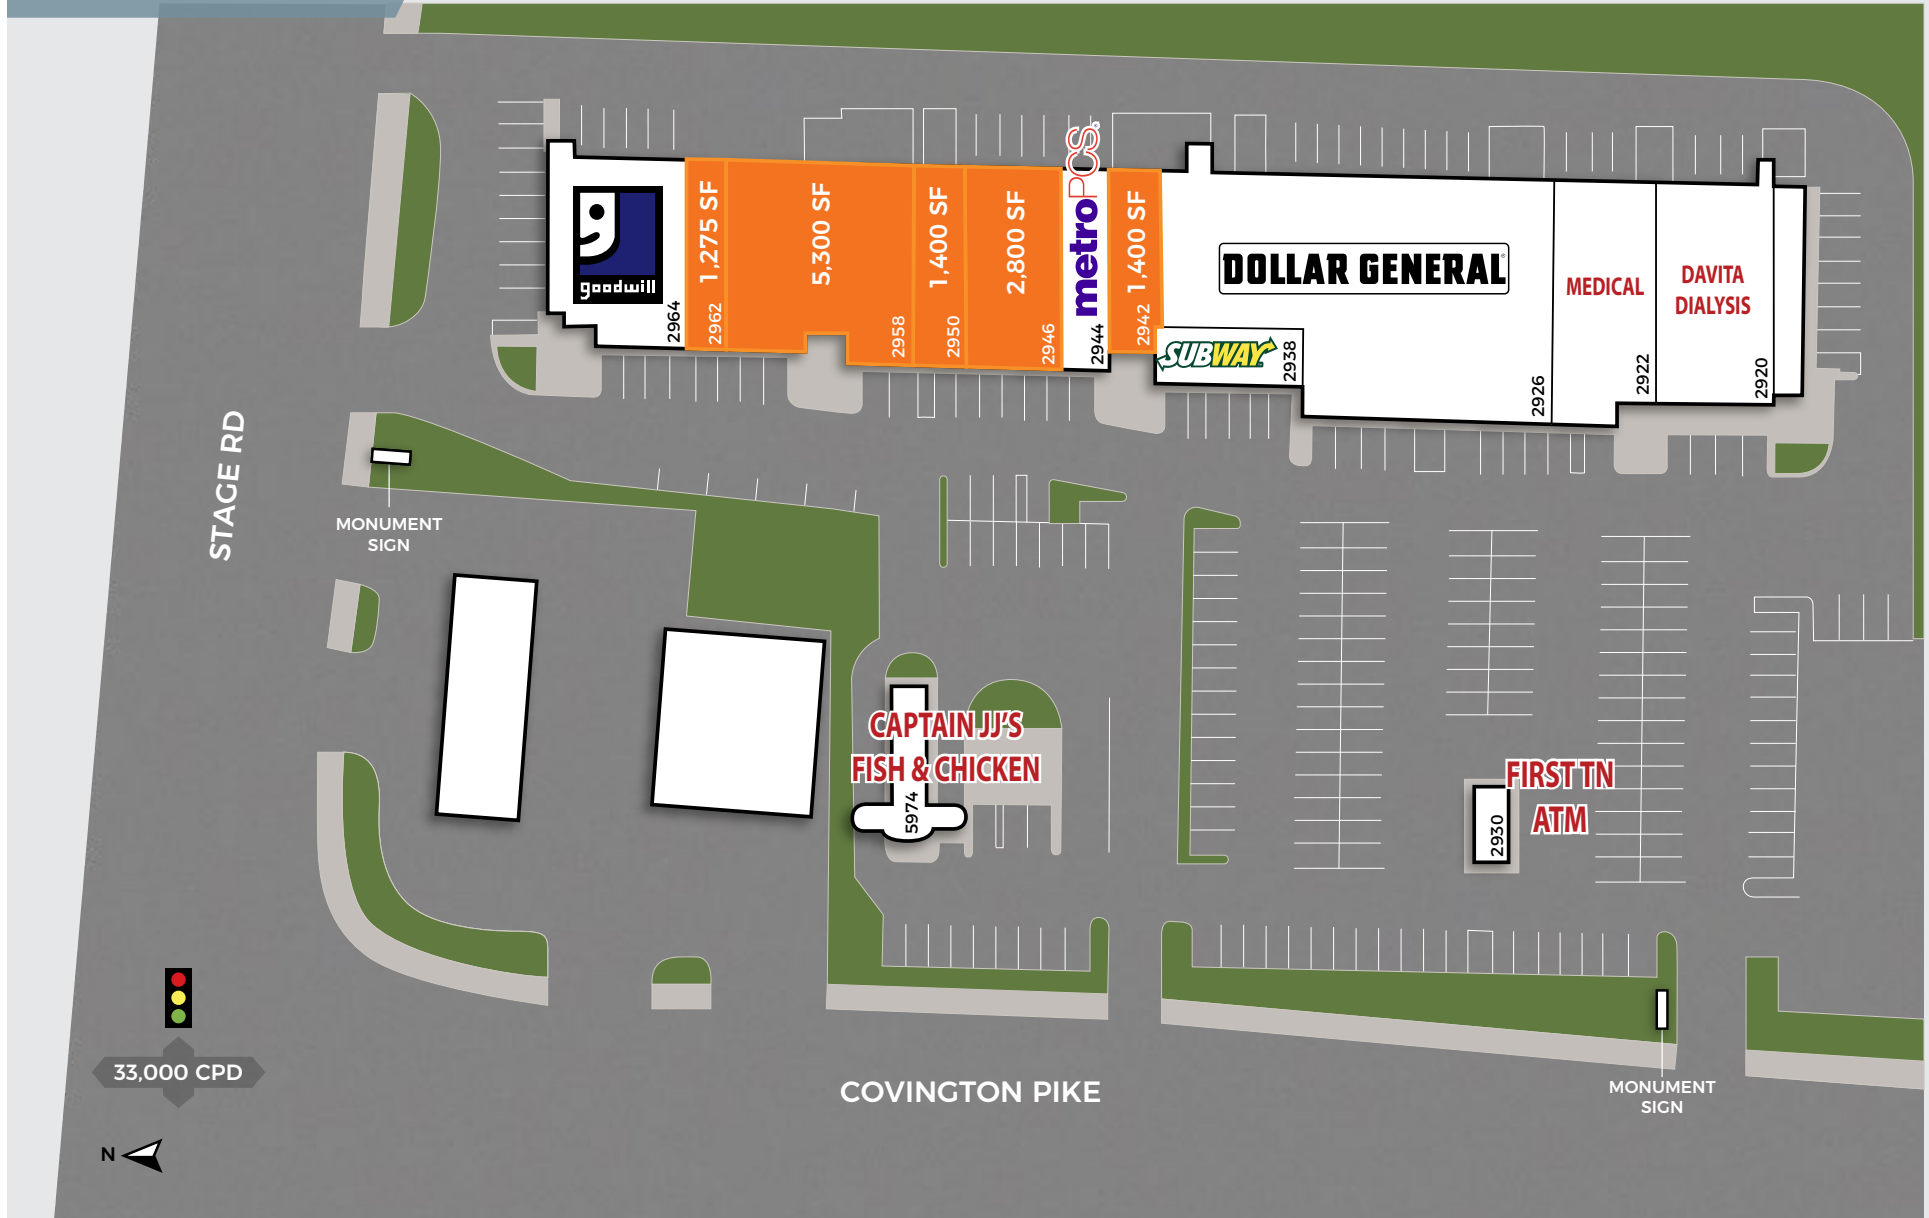 goodwill
2964
1,275 SF
2962
5,300 SF
2958
1,400 SF
2950
2,800 SF
2946
metroPCS.
2944
1,400 SF
2942
SUBWAY
2938
DOLLAR GENERAL
2926
MEDICAL
2922
DAVITA
DIALYSIS
2920
STAGE RD
MONUMENT
SIGN
CAPTAIN JJ'S
FISH & CHICKEN
5974
FIRST TN
ATM
2930
33,000 CPD
COVINGTON PIKE
MONUMENT
SIGN
N